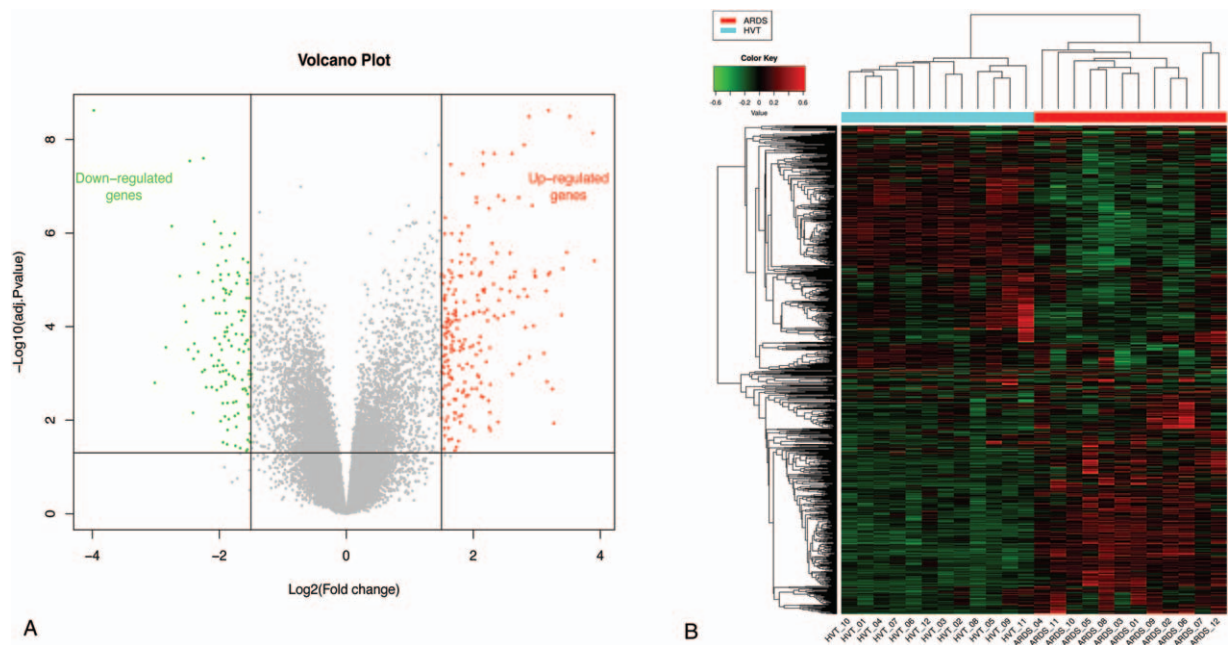 Volcano Plot
−Log10(adj.Pvalue)
8
6
4
2
0
Down−regulated
genes
Up−regulated
genes
−4
−2
0
2
4
Log2(Fold change)
A
ARDS
HVT
Color Key
-0.6
-0.2
0
0.2
0.6
Value
HVT_10
HVT_01
HVT_04
HVT_07
HVT_06
HVT_12
HVT_03
HVT_02
HVT_08
HVT_05
HVT_09
HVT_11
ARDS_04
ARDS_11
ARDS_10
ARDS_05
ARDS_08
ARDS_03
ARDS_01
ARDS_09
ARDS_02
ARDS_06
ARDS_07
ARDS_12
B